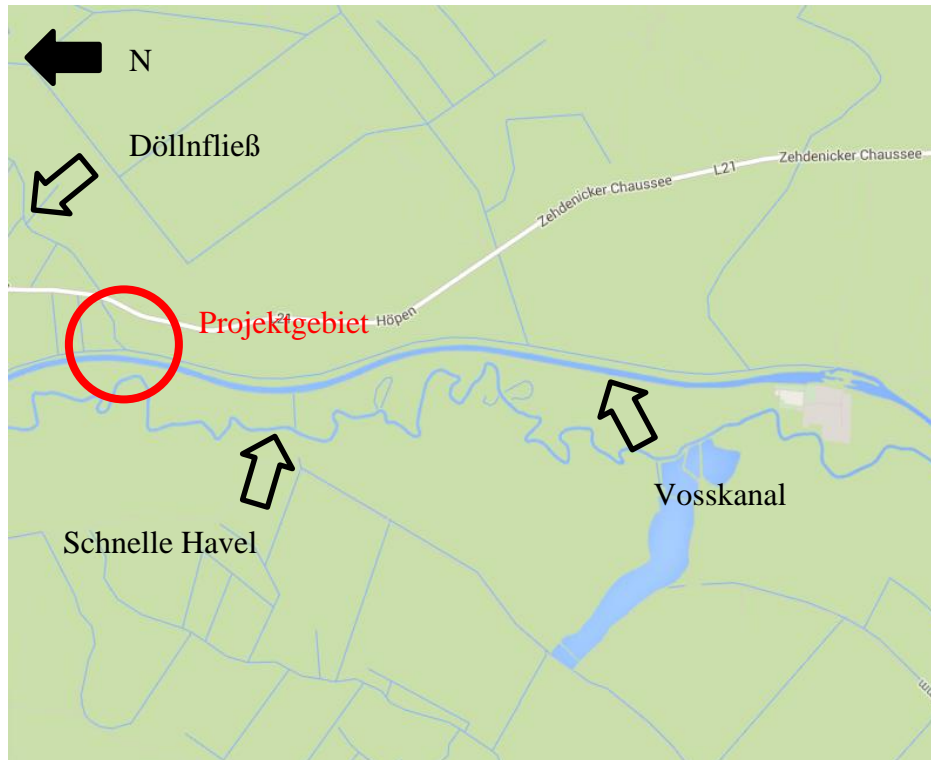 N
Döllnfließ
Zehdenicker Chaussee
L21
Zehdenicker Chaussee
Projektgebiet
Höpen
Vosskanal
Schnelle Havel